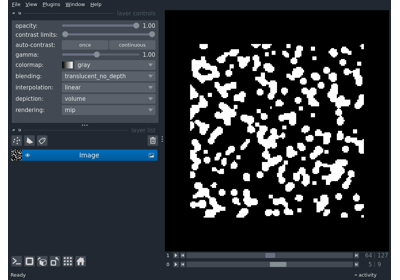 File View Plugins Window Help
layer controls
opacity: 1.00
contrast limits:
auto-contrast: once continuous
gamma: 1.00
colormap: gray
blending: translucent_no_depth
interpolation: linear
depiction: volume
rendering: mip
layer list
Image
1 64 127
0 5 9
Ready activity